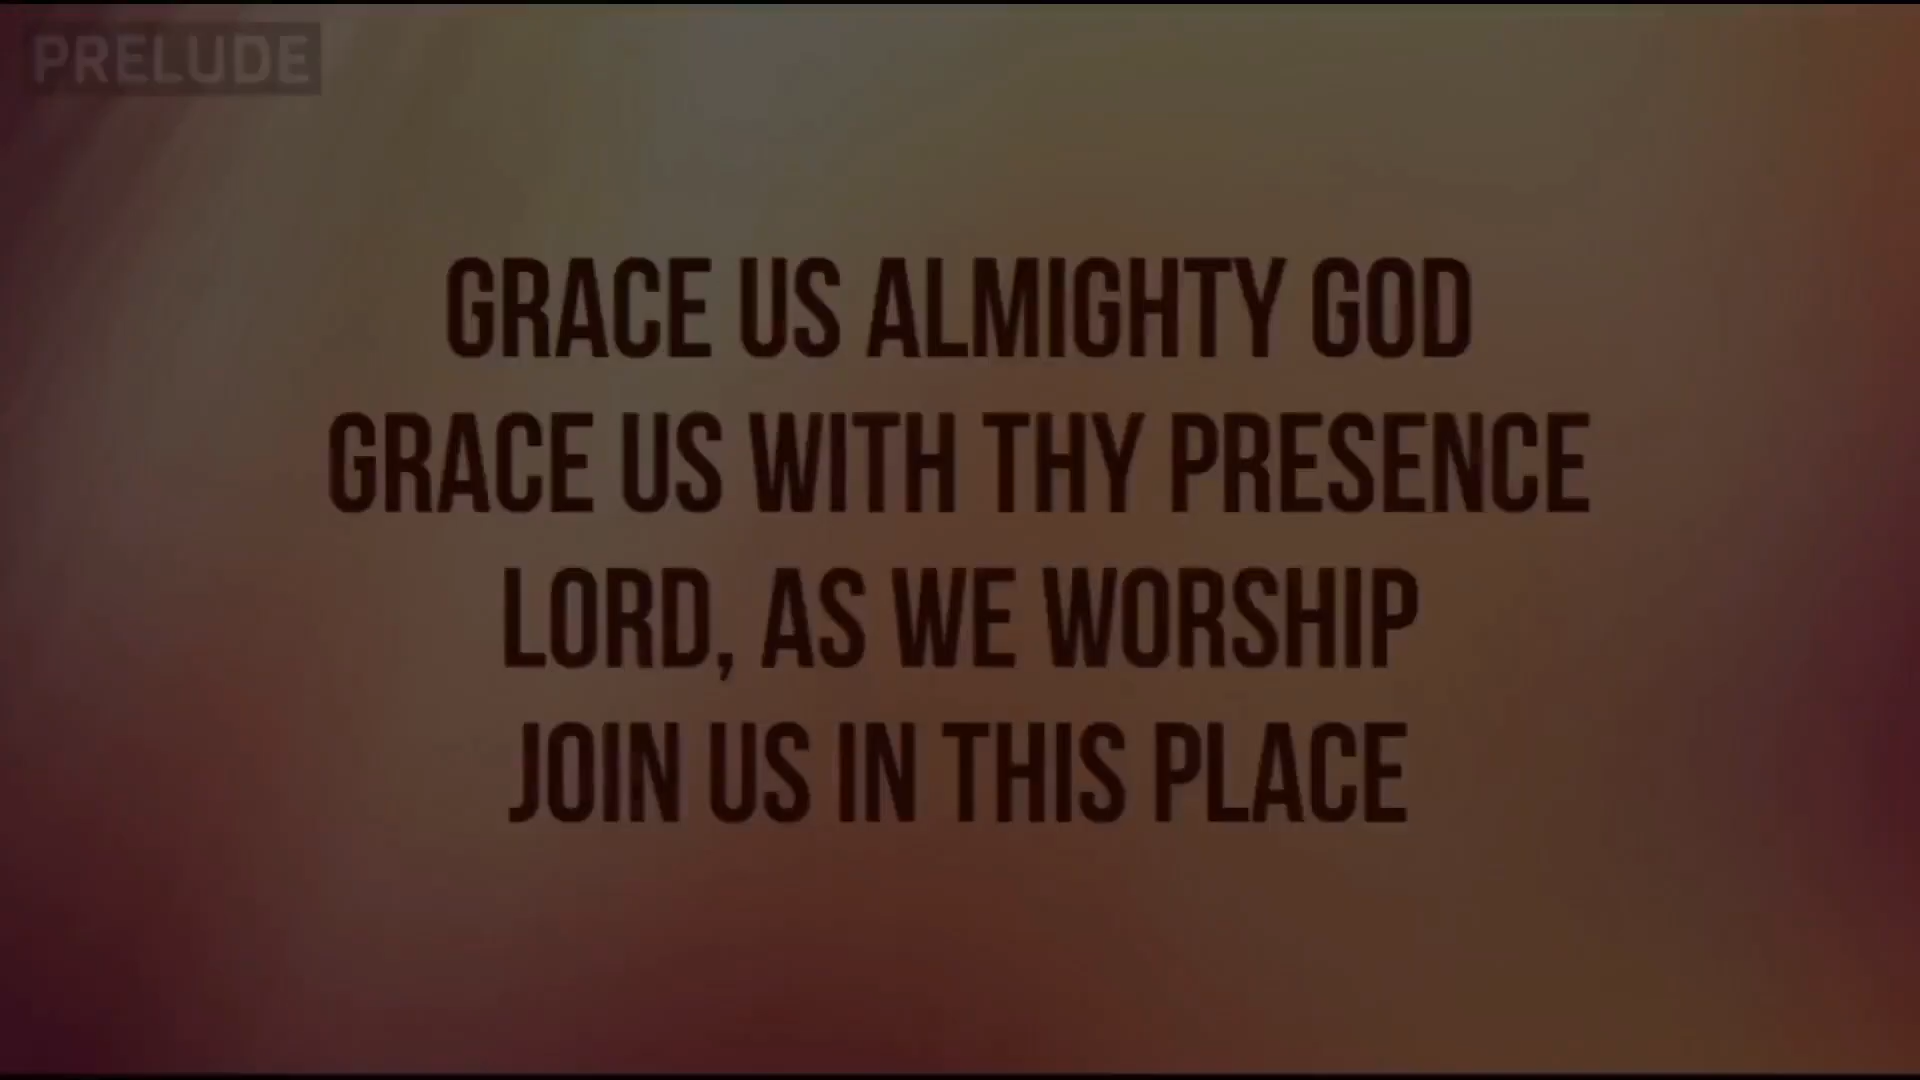 PRELUDE
GRACE US ALMIGHTY GOD
GRACE US WITH THY PRESENCE
LORD, AS WE WORSHIP
JOIN US IN THIS PLACE